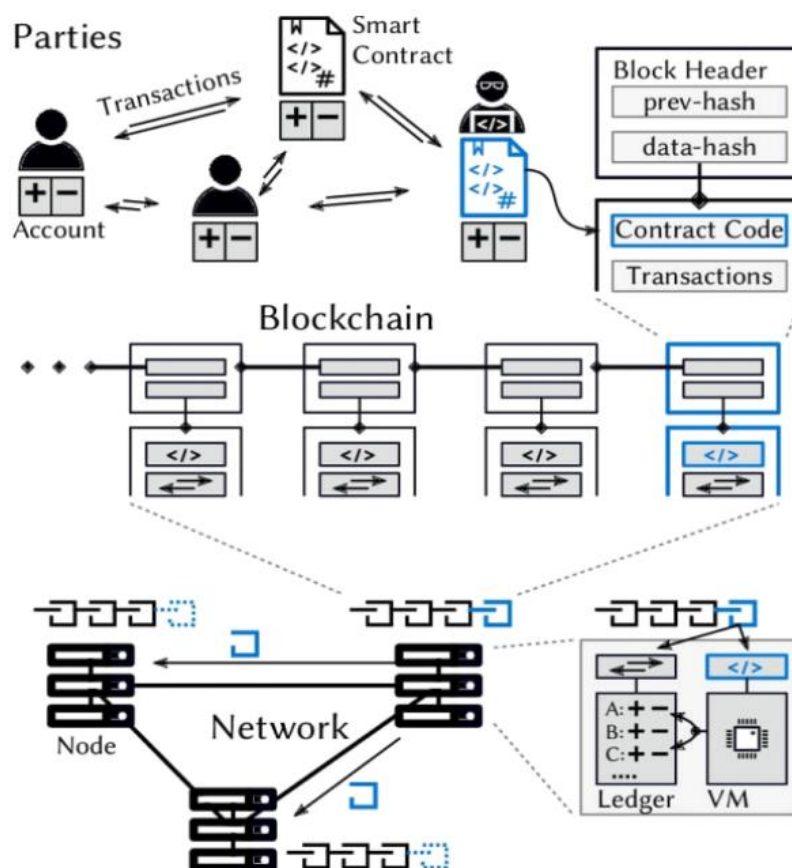 Parties
Smart
Contract
Transactions
W
</>
</>
#
+ −
</>
W
</>
</>
#
+ −
+ −
Account
+ −
Block Header
prev-hash
data-hash
Contract Code
Transactions
Blockchain
</>
</>
</>
</>
Network
Node
</>
A: + −
B: + −
C: + −
....
Ledger
VM